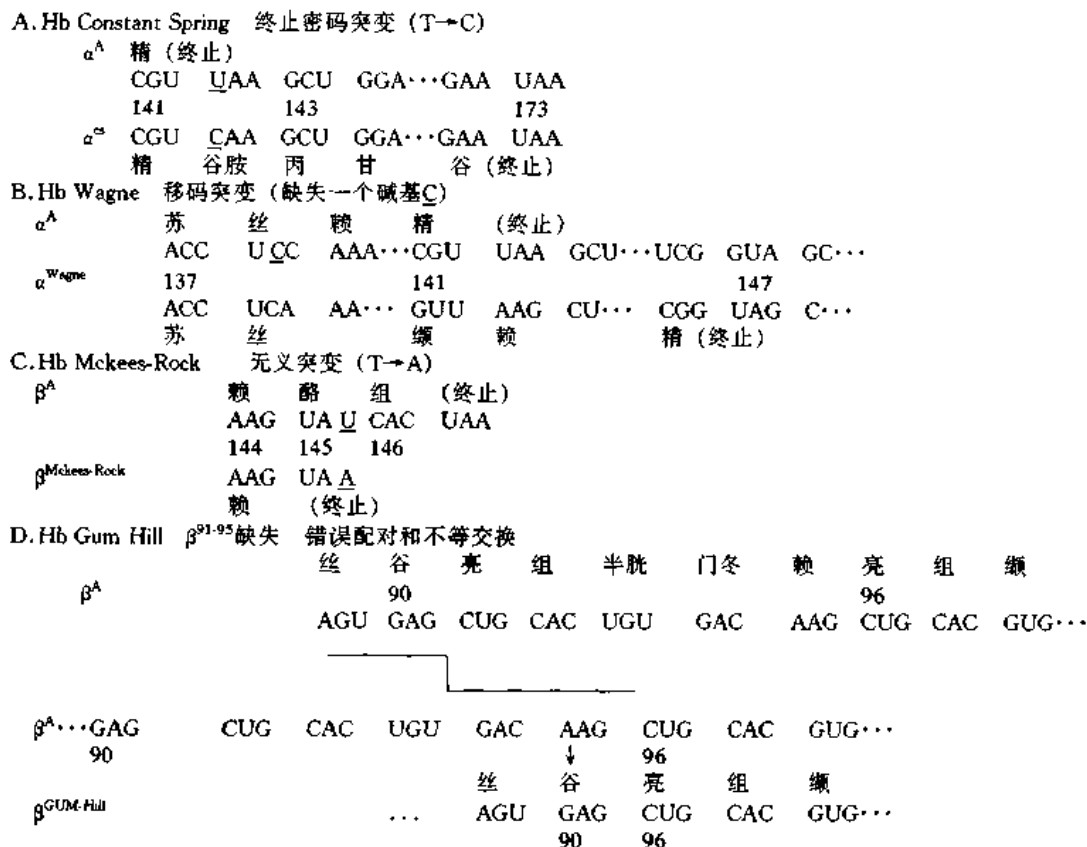 A. Hb Constant Spring 终止密码突变 (T→C)
α^A 精 (终止)
CGU UAA GCU GGA···GAA UAA
141 143 173
α^cs CGU CAA GCU GGA···GAA UAA
精 谷胺 丙 甘 谷 (终止)
B. Hb Wagne 移码突变 (缺失一个碱基C)
α^A 苏 丝 赖 精 (终止)
ACC UCC AAA···CGU UAA GCU···UCG GUA GC···
α^Wagne 137 141 147
ACC UCA AA··· GUU AAG CU··· CGG UAG C···
苏 丝 缬 赖 精 (终止)
C. Hb Mckees-Rock 无义突变 (T→A)
β^A 赖 酪 组 (终止)
AAG UA U CAC UAA
144 145 146
β^Mckees-Rock AAG UA A
赖 (终止)
D. Hb Gum Hill β^91-95缺失 错误配对和不等交换
丝 谷 亮 组 半胱 门冬 赖 亮 组 缬
β^A 90 96
AGU GAG CUG CAC UGU GAC AAG CUG CAC GUG···
β^A···GAG CUG CAC UGU GAC AAG CUG CAC GUG···
90 ↓ 96
丝 谷 亮 组 缬
β^GUM-Hill ... AGU GAG CUG CAC GUG···
90 96